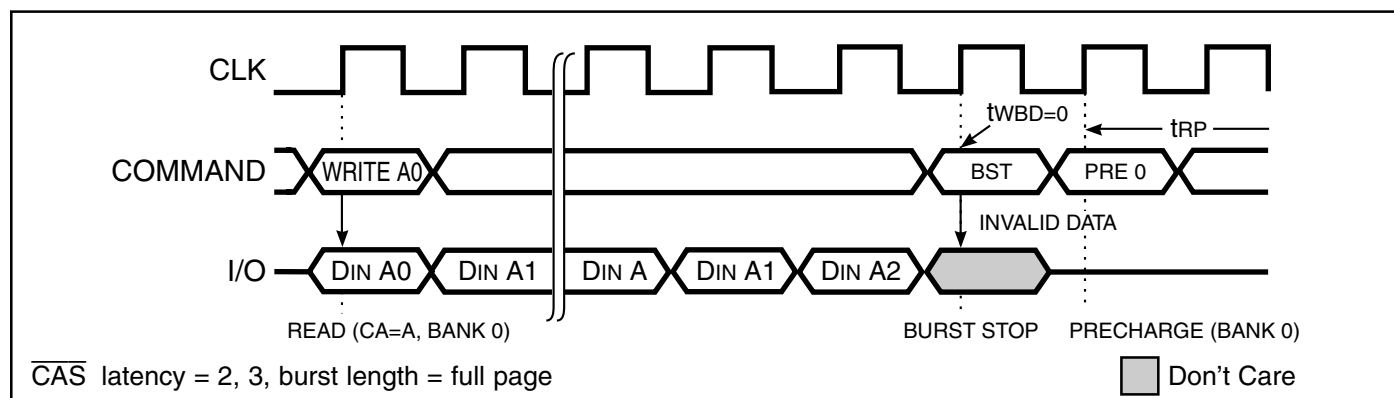 CLK
tWBD=0
tRP
COMMAND
WRITE A0
BST
PRE 0
INVALID DATA
I/O
DIN A0
DIN A1
DIN A
DIN A1
DIN A2
READ (CA=A, BANK 0)
BURST STOP
PRECHARGE (BANK 0)
C̅A̅S̅ latency = 2, 3, burst length = full page
Don't Care